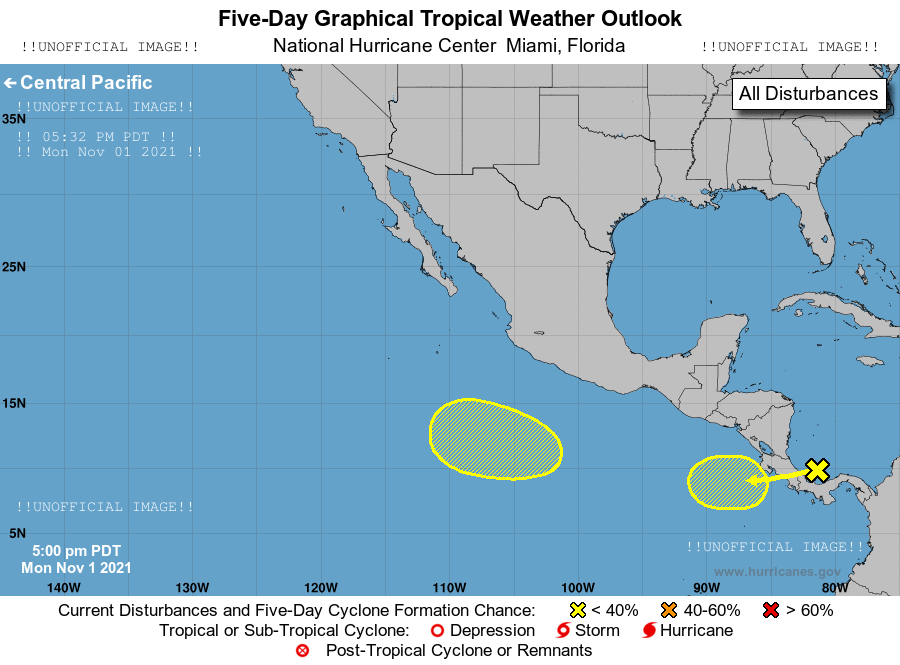 Five-Day Graphical Tropical Weather Outlook
!!UNOFFICIAL IMAGE!! National Hurricane Center  Miami, Florida !!UNOFFICIAL IMAGE!!
← Central Pacific
All Disturbances
!!UNOFFICIAL IMAGE!!
35N
!! 05:32 PM PDT !!
!! Mon Nov 01 2021 !!
25N
15N
!!UNOFFICIAL IMAGE!!
5N
5:00 pm PDT
Mon Nov 1 2021
!!UNOFFICIAL IMAGE!!
www.hurricanes.gov
140W 130W 120W 110W 100W 90W 80W
Current Disturbances and Five-Day Cyclone Formation Chance: < 40% 40-60% > 60%
Tropical or Sub-Tropical Cyclone: Depression Storm Hurricane
Post-Tropical Cyclone or Remnants